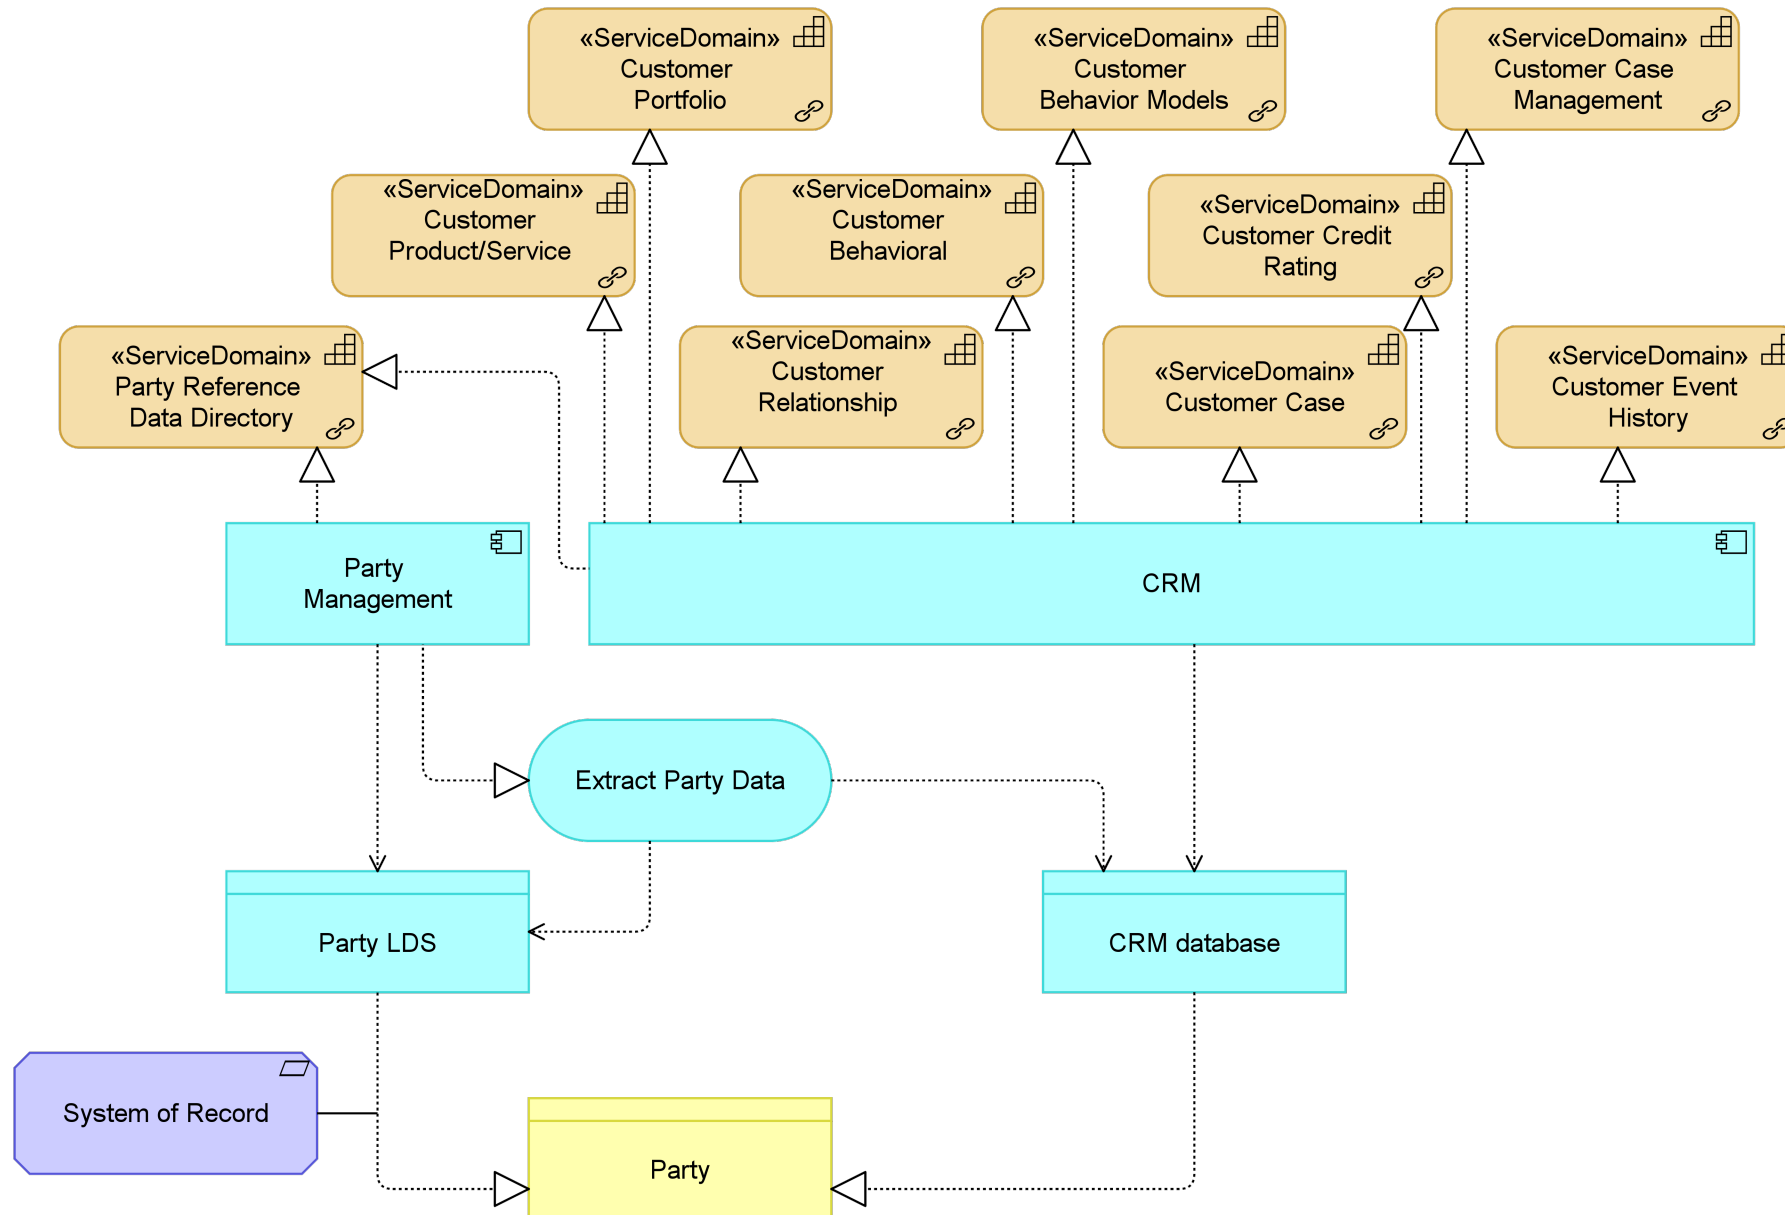 «ServiceDomain»
Customer
Portfolio
«ServiceDomain»
Customer
Behavior Models
«ServiceDomain»
Customer Case
Management
«ServiceDomain»
Customer
Product/Service
«ServiceDomain»
Customer
Behavioral
«ServiceDomain»
Customer Credit
Rating
«ServiceDomain»
Party Reference
Data Directory
«ServiceDomain»
Customer
Relationship
«ServiceDomain»
Customer Case
«ServiceDomain»
Customer Event
History
Party
Management
CRM
Extract Party Data
Party LDS
CRM database
System of Record
Party